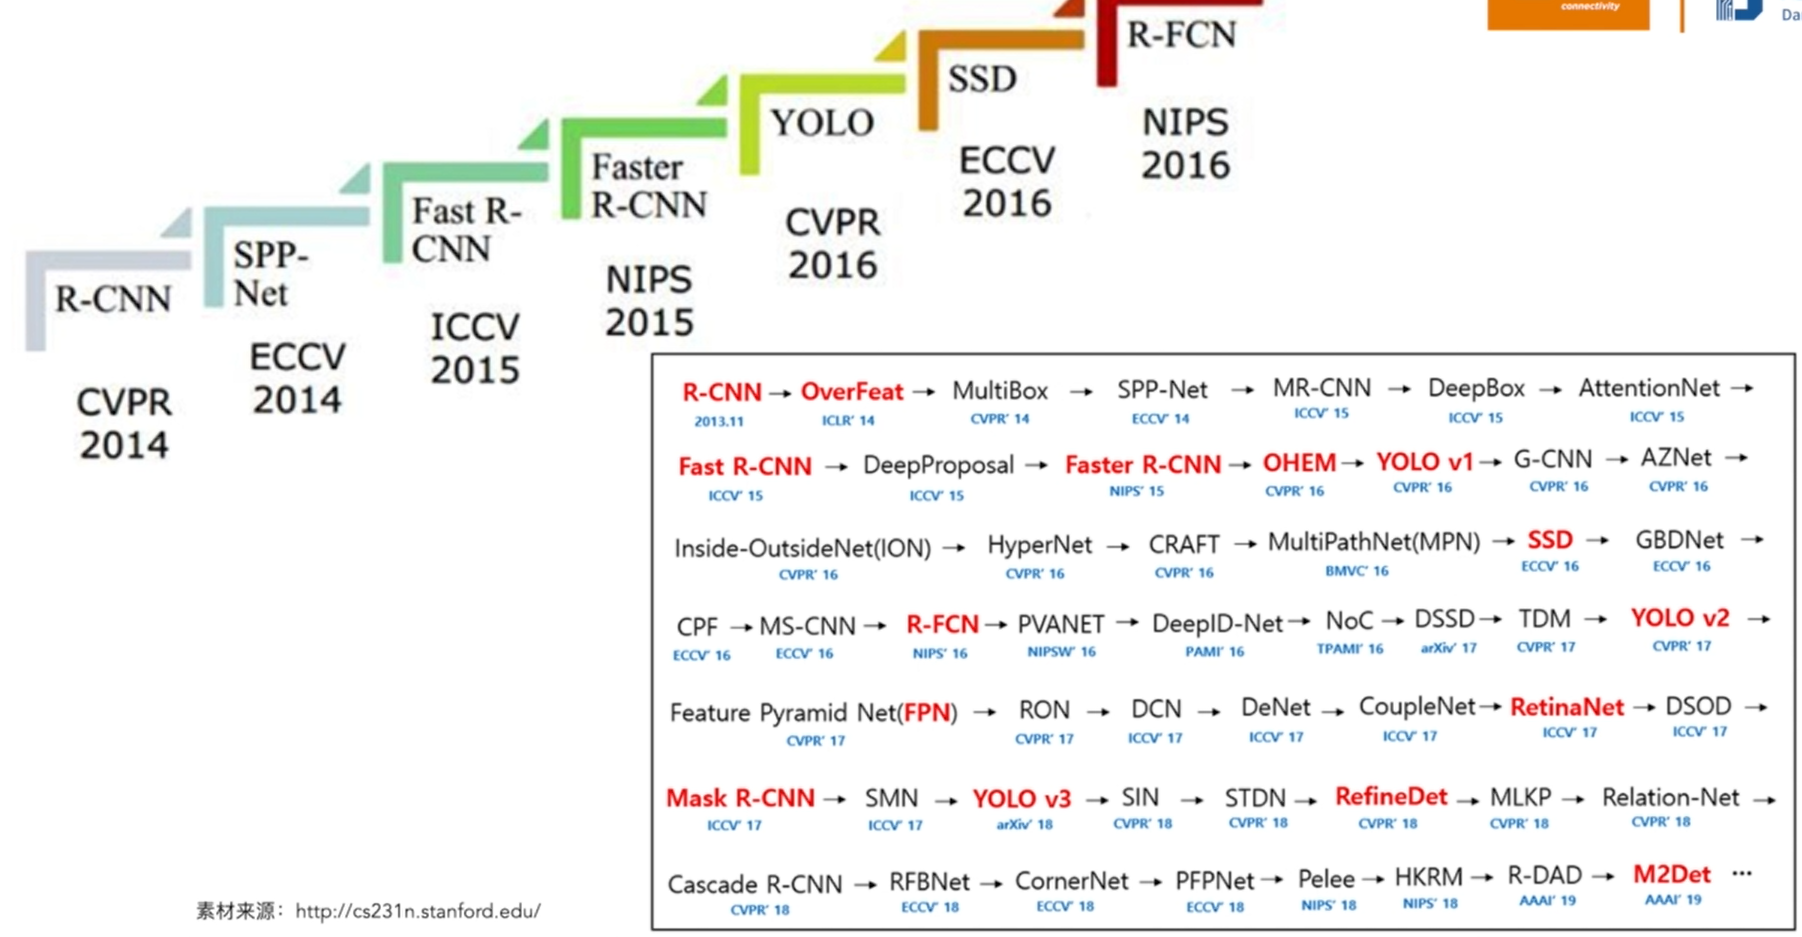 connectivity
Da
R-FCN
NIPS
2016
SSD
ECCV
2016
YOLO
CVPR
2016
Faster
R-CNN
NIPS
2015
Fast R-
CNN
ICCV
2015
SPP-
Net
ECCV
2014
R-CNN
CVPR
2014
R-CNN → OverFeat → MultiBox → SPP-Net → MR-CNN → DeepBox → AttentionNet →
2013.11 ICLR' 14 CVPR' 14 ECCV' 14 ICCV' 15 ICCV' 15 ICCV' 15
Fast R-CNN → DeepProposal → Faster R-CNN → OHEM → YOLO v1 → G-CNN → AZNet →
ICCV' 15 ICCV' 15 NIPS' 15 CVPR' 16 CVPR' 16 CVPR' 16 CVPR' 16
Inside-OutsideNet(ION) → HyperNet → CRAFT → MultiPathNet(MPN) → SSD → GBDNet →
CVPR' 16 CVPR' 16 CVPR' 16 BMVC' 16 ECCV' 16 ECCV' 16
CPF → MS-CNN → R-FCN → PVANET → DeepID-Net → NoC → DSSD → TDM → YOLO v2 →
ECCV' 16 ECCV' 16 NIPS' 16 NIPSW' 16 PAMI' 16 TPAMI' 16 arXiv' 17 CVPR' 17 CVPR' 17
Feature Pyramid Net(FPN) → RON → DCN → DeNet → CoupleNet → RetinaNet → DSOD →
CVPR' 17 CVPR' 17 ICCV' 17 ICCV' 17 ICCV' 17 ICCV' 17 ICCV' 17
Mask R-CNN → SMN → YOLO v3 → SIN → STDN → RefineDet → MLKP → Relation-Net →
ICCV' 17 ICCV' 17 arXiv' 18 CVPR' 18 CVPR' 18 CVPR' 18 CVPR' 18 CVPR' 18
Cascade R-CNN → RFBNet → CornerNet → PFPNet → Pelee → HKRM → R-DAD → M2Det ···
CVPR' 18 ECCV' 18 ECCV' 18 ECCV' 18 NIPS' 18 NIPS' 18 AAAI' 19 AAAI' 19
素材来源：http://cs231n.stanford.edu/